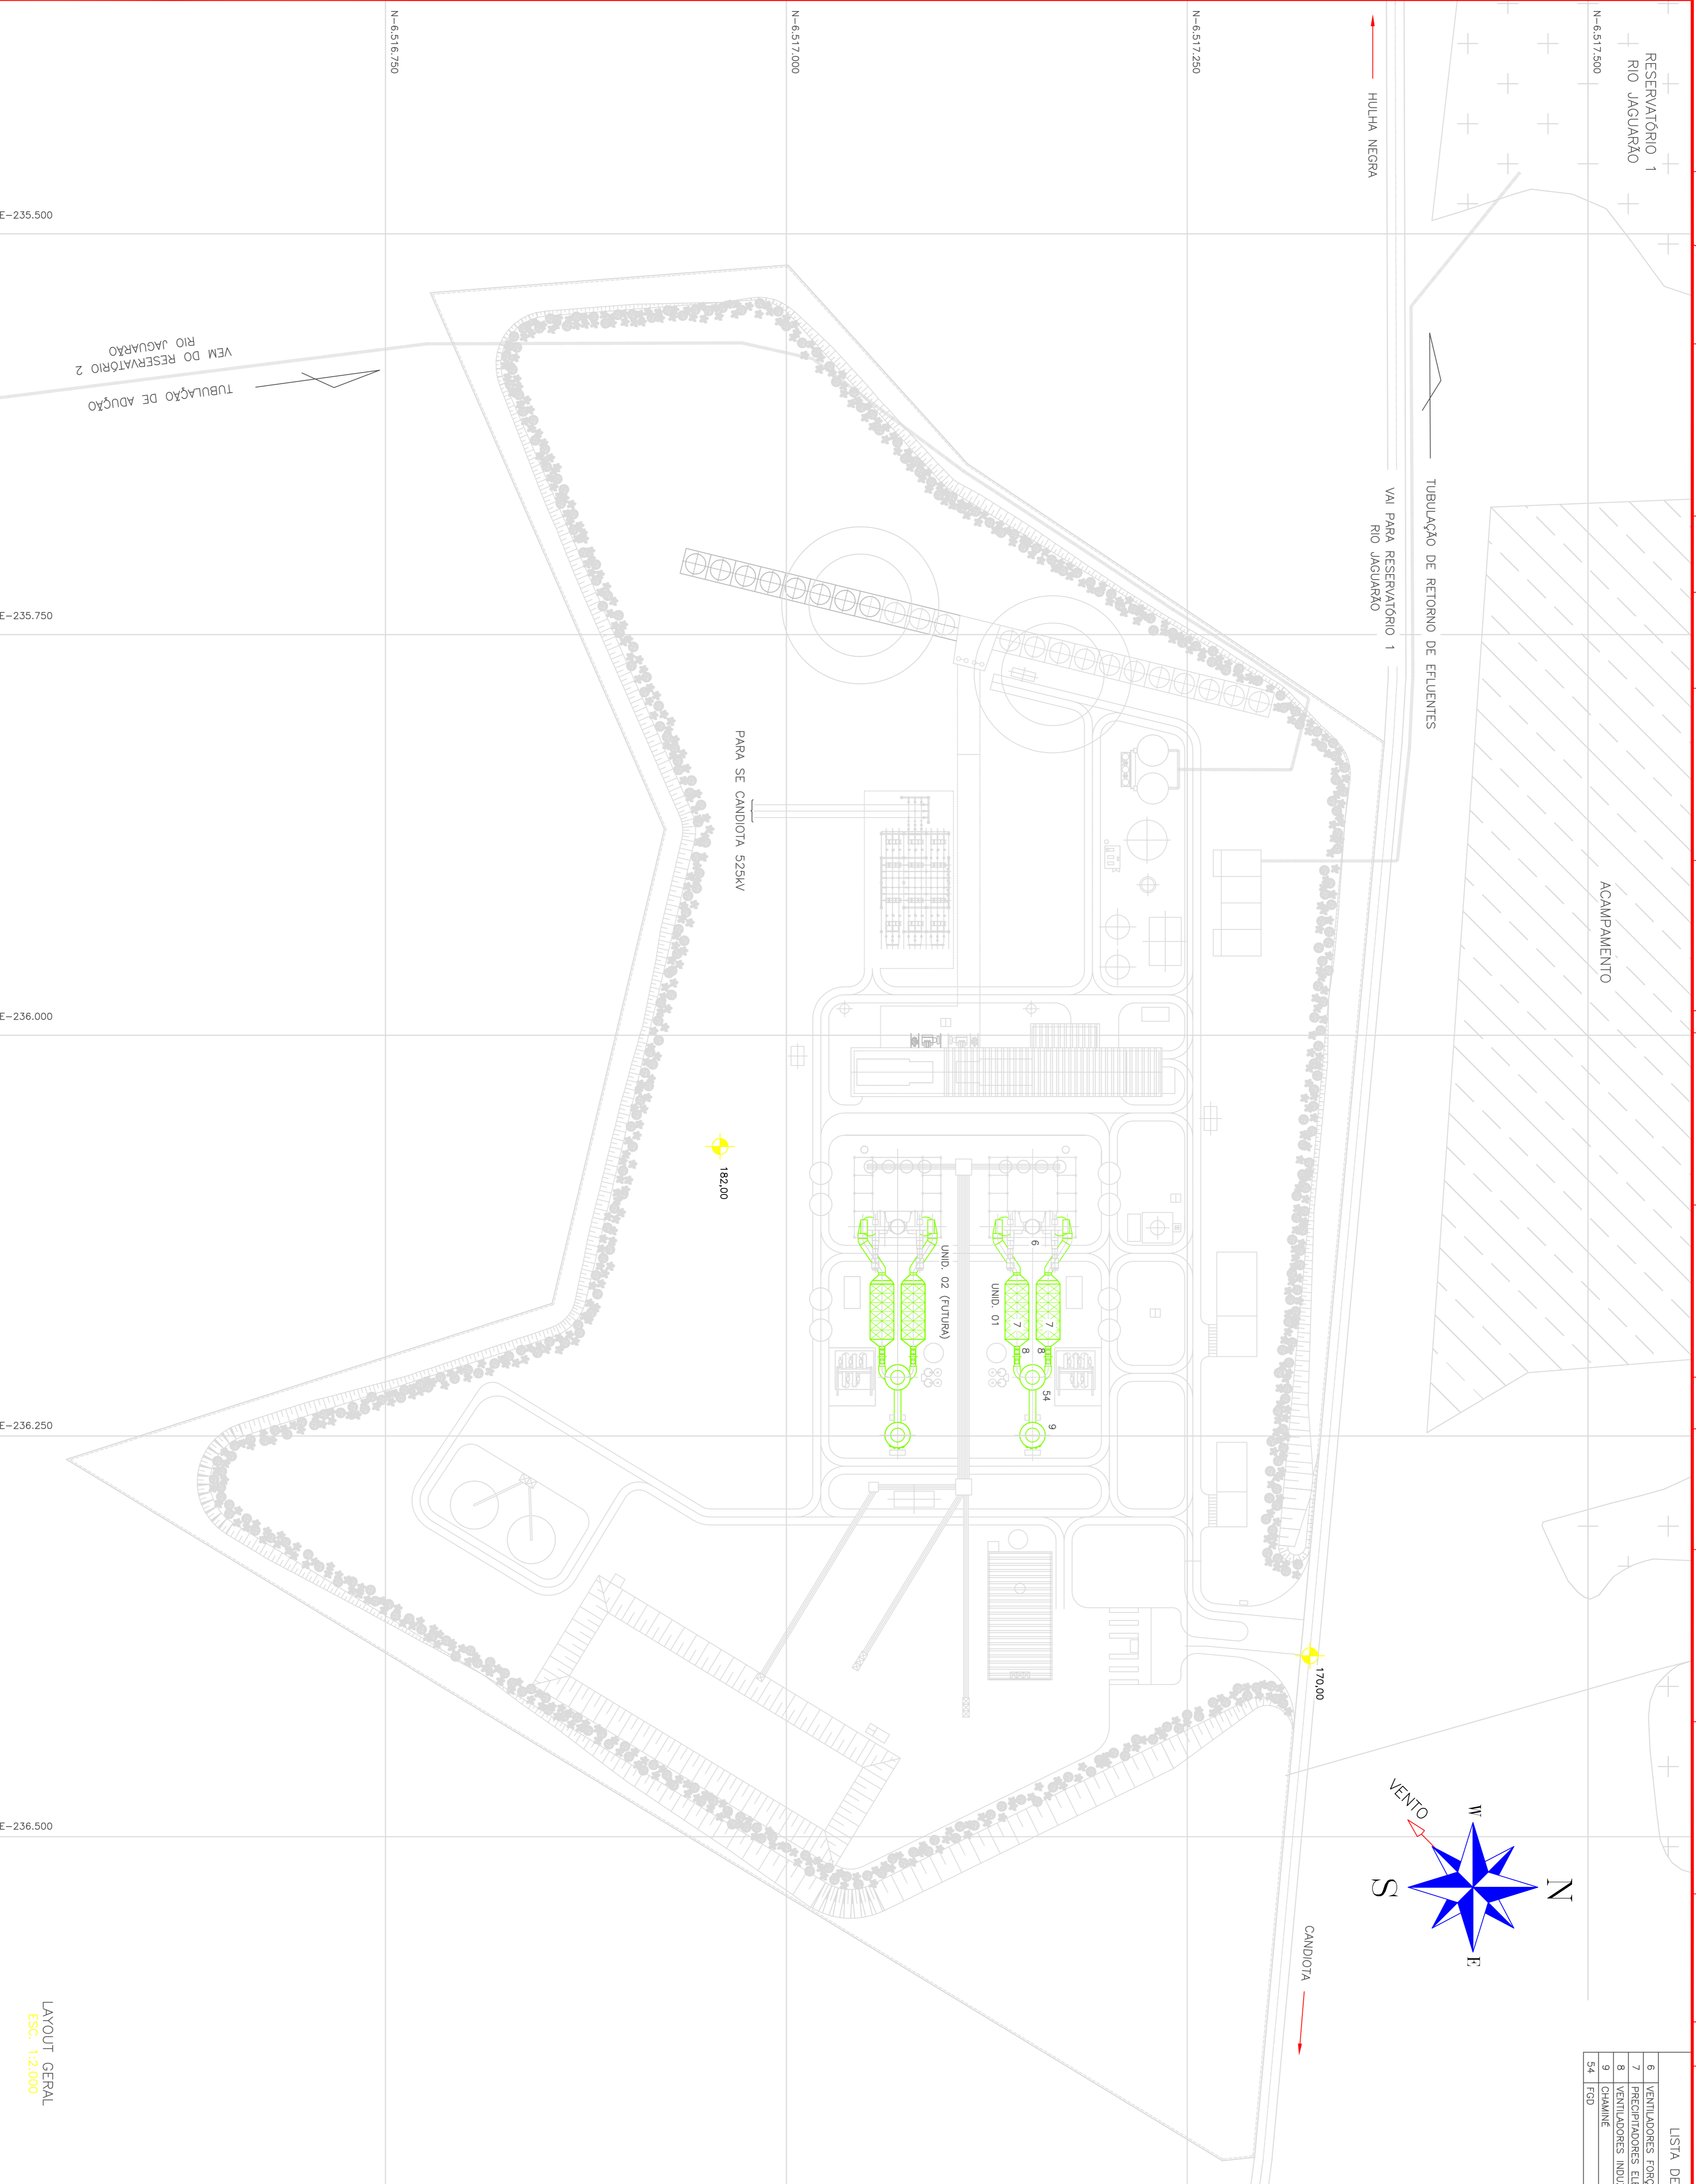 RESERVATÓRIO 1
RIO JAGUARÃO
N-6.517.500
N-6.517.250
N-6.517.000
N-6.516.750
HULHA NEGRA
TUBULAÇÃO DE RETORNO DE EFLUENTES
VAI PARA RESERVATÓRIO 1
RIO JAGUARÃO
ACAMPAMENTO
TUBULAÇÃO DE ADUÇÃO
VEM DO RESERVATÓRIO 2
RIO JAGUARÃO
E-235.500
E-235.750
E-236.000
E-236.250
E-236.500
PARA SE CANDIOTA 525kV
182,00
170,00
UNID. 01
UNID. 02 (FUTURA)
6
7
7
8
8
54
9
VENTO
N
S
W
E
CANDIOTA
LISTA DE
6 VENTILADORES
7 PRECIPITADORES
8 VENTILADORES
9 CHAMINÉ
54 FGD
LAYOUT GERAL
ESC. 1:2.000